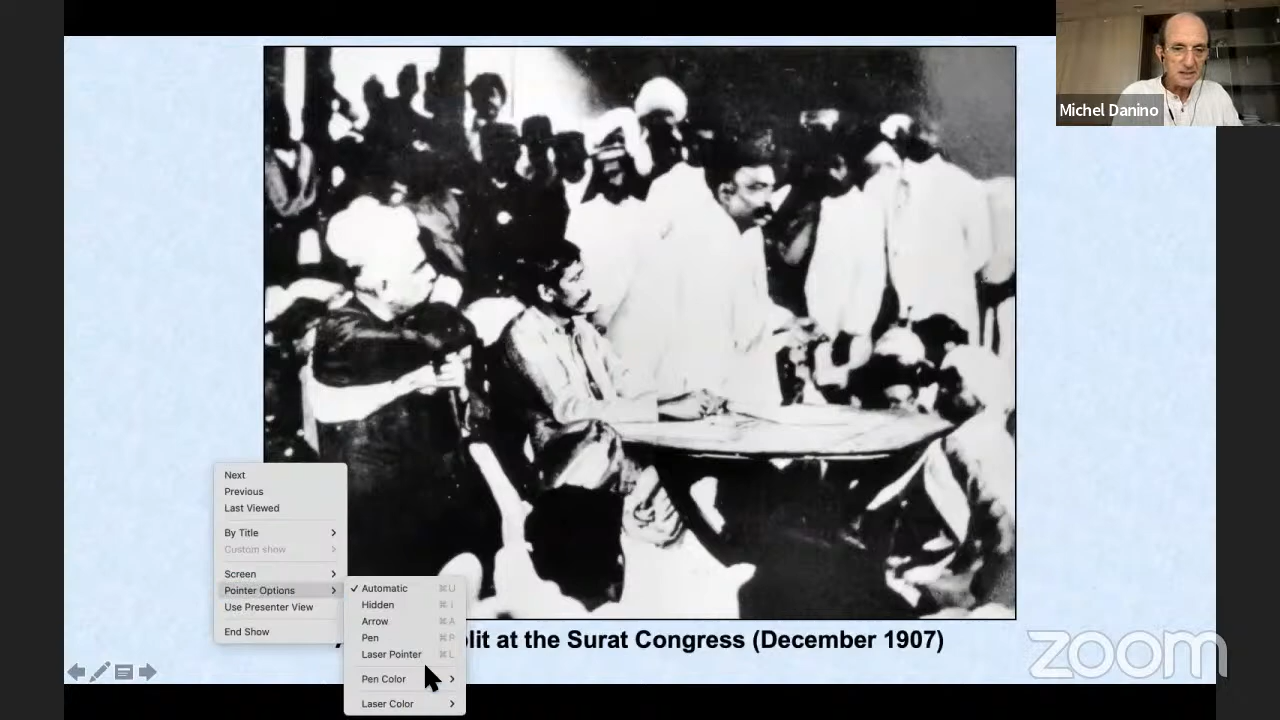 Michel Danino
Next
Previous
Last Viewed
By Title
Custom show
Screen
Pointer Options
Use Presenter View
End Show
✓ Automatic ⌘U
Hidden ⌘I
Arrow ⌘A
Pen ⌘P
Laser Pointer ⌘L
Pen Color
Laser Color
at the Surat Congress (December 1907)
zoom